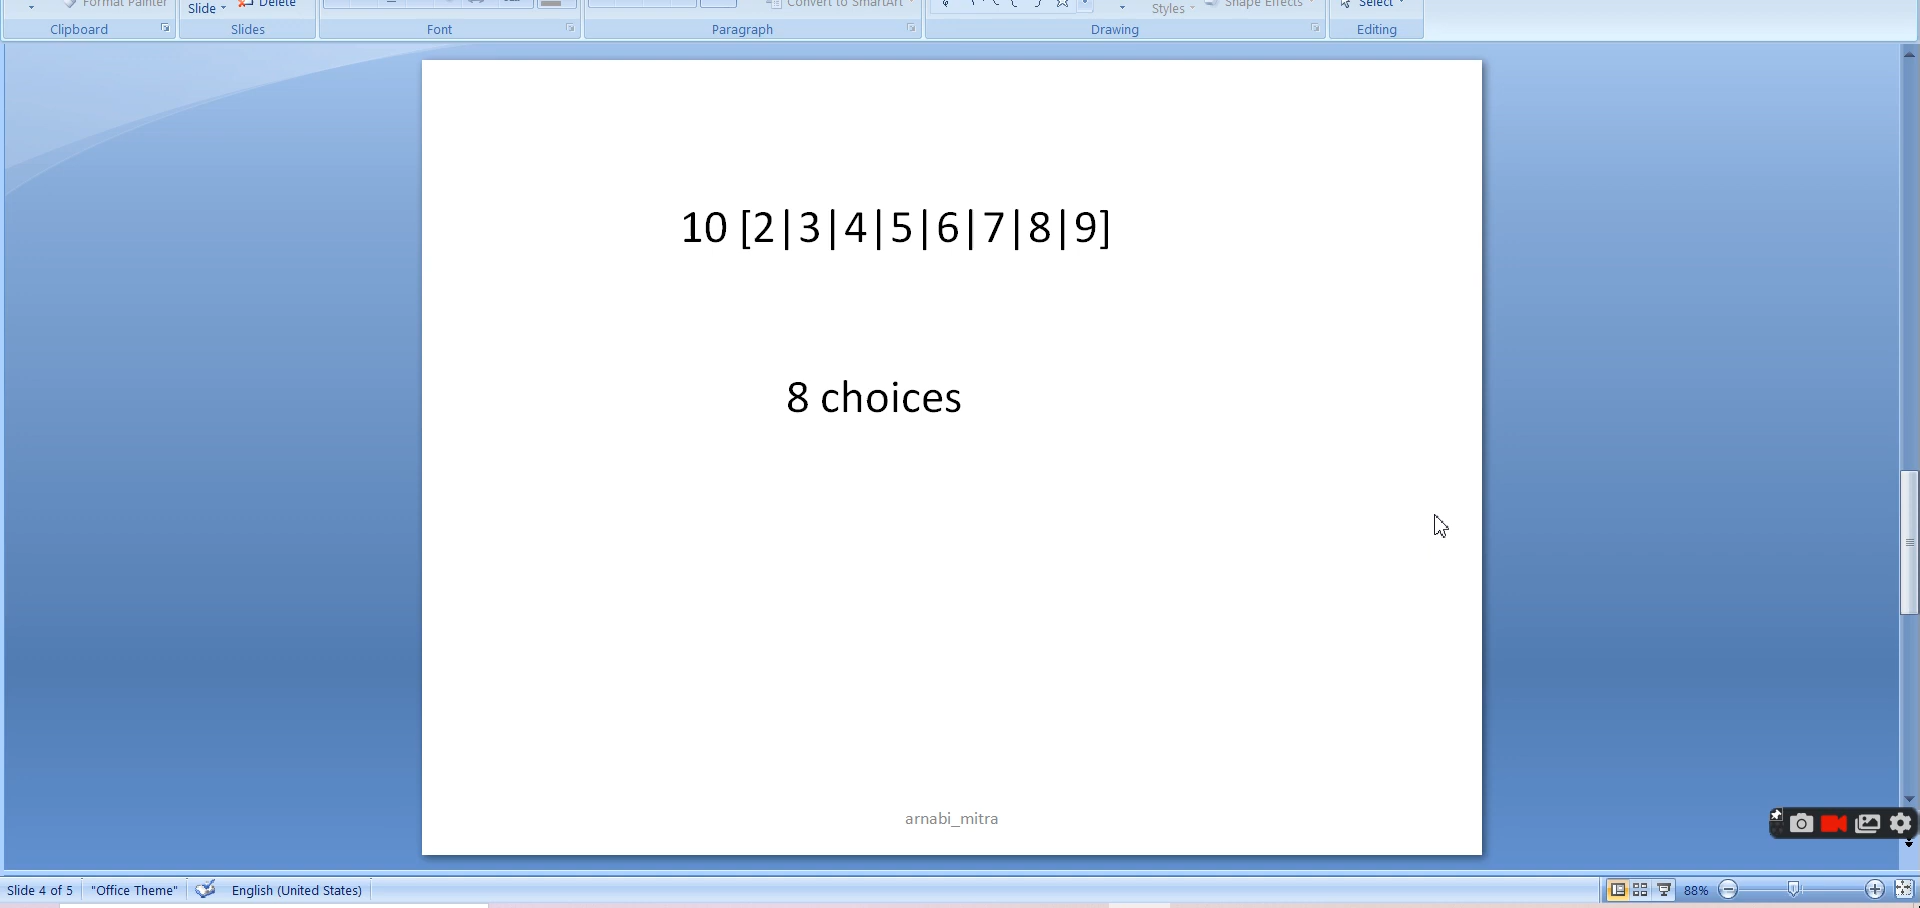 Format Painter
Slide
Delete
Convert to SmartArt
Styles
Shape Effects
Select
Clipboard
Slides
Font
Paragraph
Drawing
Editing
10 [2|3|4|5|6|7|8|9]
8 choices
arnabi_mitra
Slide 4 of 5
"Office Theme"
English (United States)
88%